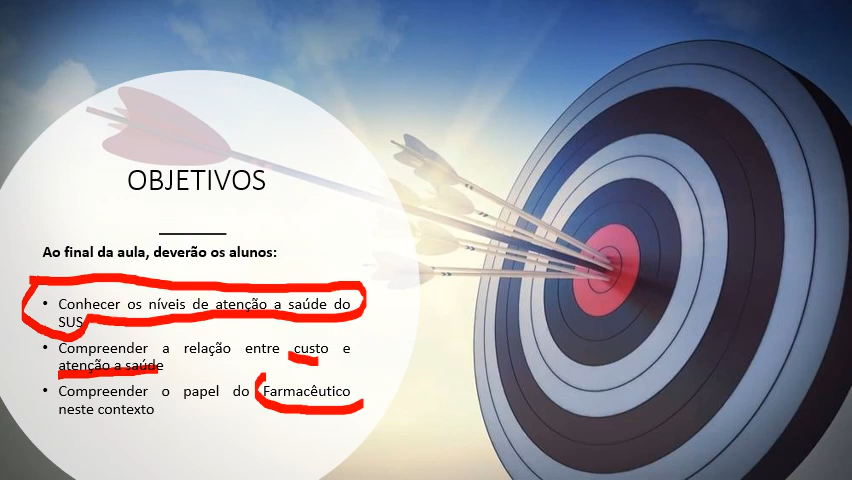 OBJETIVOS
Ao final da aula, deverão os alunos:
• Conhecer os níveis de atenção a saúde do
SUS
• Compreender a relação entre custo e
atenção a saúde
• Compreender o papel do Farmacêutico
neste contexto